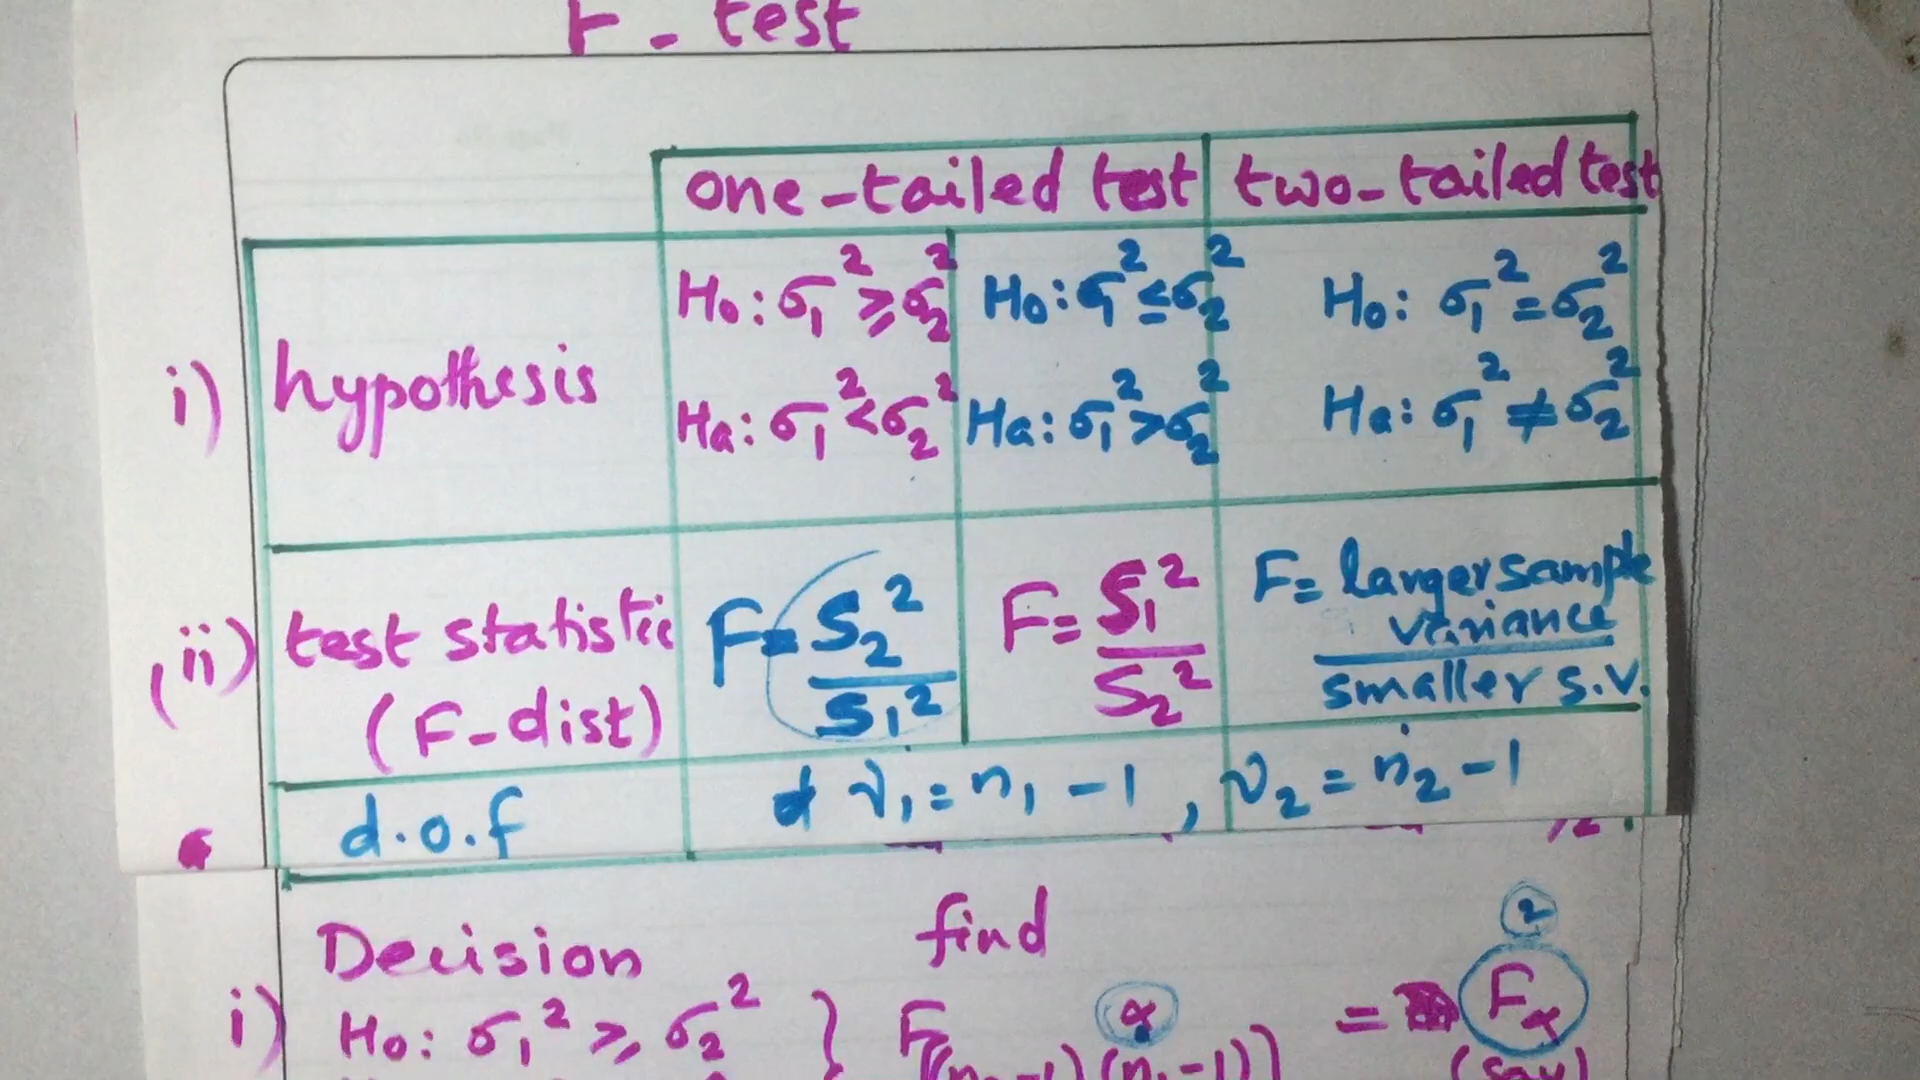 F - test
one-tailed test two-tailed test
H₀: σ₁² ≥ σ₂² H₀: σ₁² ≤ σ₂² H₀: σ₁² = σ₂²
i) hypothesis
Ha: σ₁² < σ₂² Ha: σ₁² > σ₂² Ha: σ₁² ≠ σ₂²
(ii) test statistic F = S₂²/S₁² F = S₁²/S₂² F = larger sample variance / smaller s.v.
(F-dist)
d.o.f ν₁ = n₁ - 1, ν₂ = n₂ - 1
Decision find
i) H₀: σ₁² ≥ σ₂² } F α = Fα 2